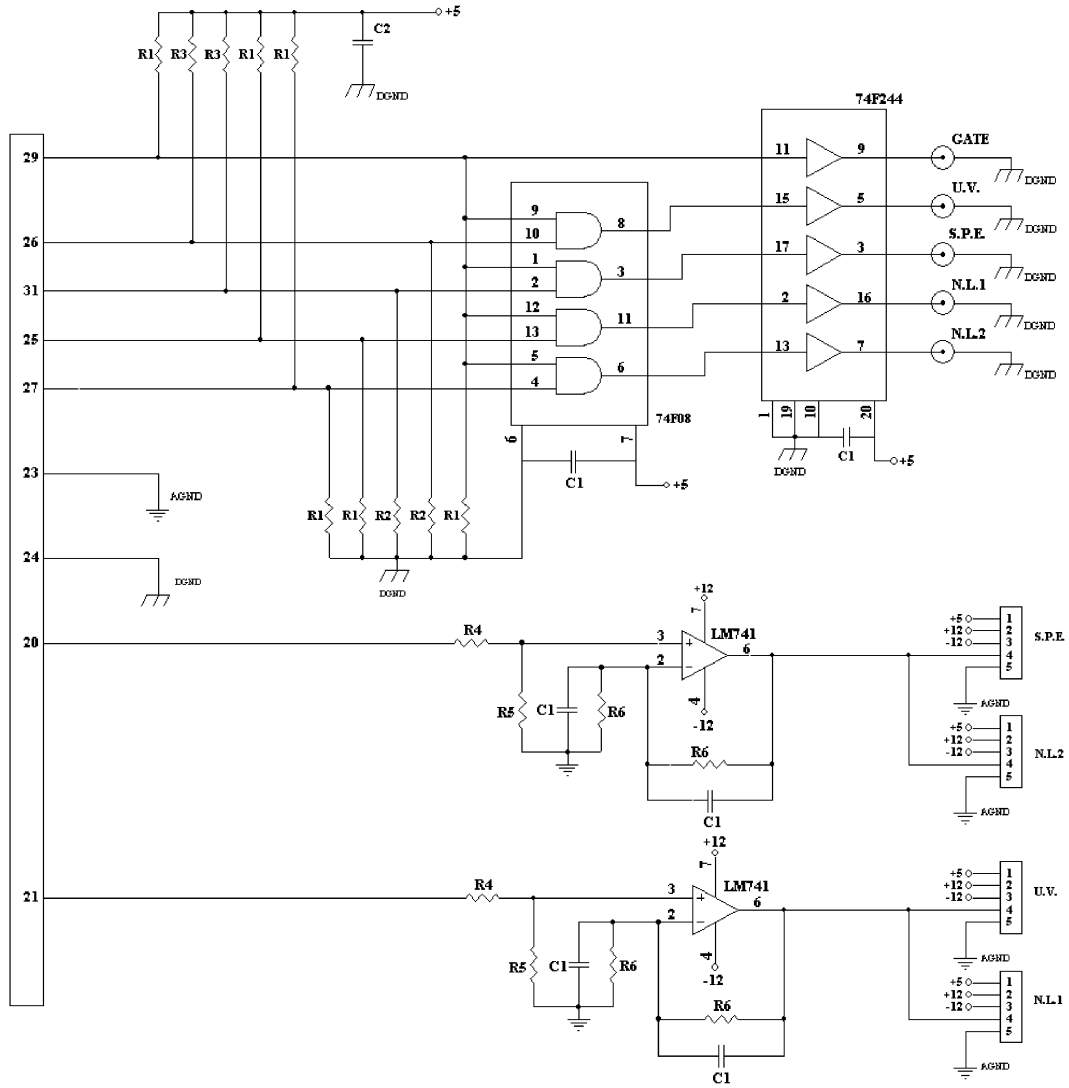 +5
R1 R3 R3 R1 R1
C2
DGND
74F244
29 11 9 GATE
DGND
15 5 U.V.
DGND
9
10
8
26
17 3 S.P.E.
DGND
1
2
3
31
2 16 N.L.1
DGND
12
13
11
25
13 7 N.L.2
DGND
5
4
6
27
1 19 10 20
C1
DGND
+5
74F08
6 7
C1
+5
23
AGND
R1 R1 R2 R2 R1
24
DGND
DGND
20
R4
3
2
+12
7
LM741
6
4
-12
R5 C1 R6
R6
C1
+5 1
+12 2
-12 3
4
5
S.P.E.
AGND
+5 1
+12 2
-12 3
4
5
N.L.2
AGND
21
R4
3
2
+12
7
LM741
6
4
-12
R5 C1 R6
R6
C1
+5 1
+12 2
-12 3
4
5
U.V.
AGND
+5 1
+12 2
-12 3
4
5
N.L.1
AGND